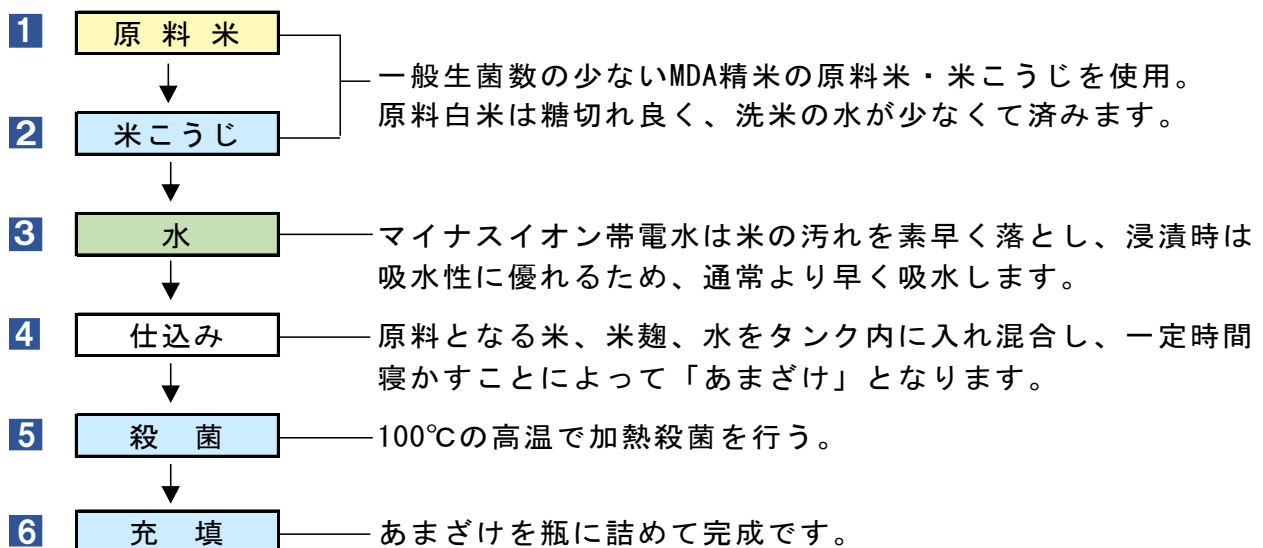 1 原料米
一般生菌数の少ないMDA精米の原料米・米こうじを使用。
原料白米は糖切れ良く、洗米の水が少なくて済みます。
2 米こうじ
3 水
マイナスイオン帯電水は米の汚れを素早く落とし、浸漬時は
吸水性に優れるため、通常より早く吸水します。
4 仕込み
原料となる米、米麹、水をタンク内に入れ混合し、一定時間
寝かすことによって「あまざけ」となります。
5 殺菌
100℃の高温で加熱殺菌を行う。
6 充填
あまざけを瓶に詰めて完成です。